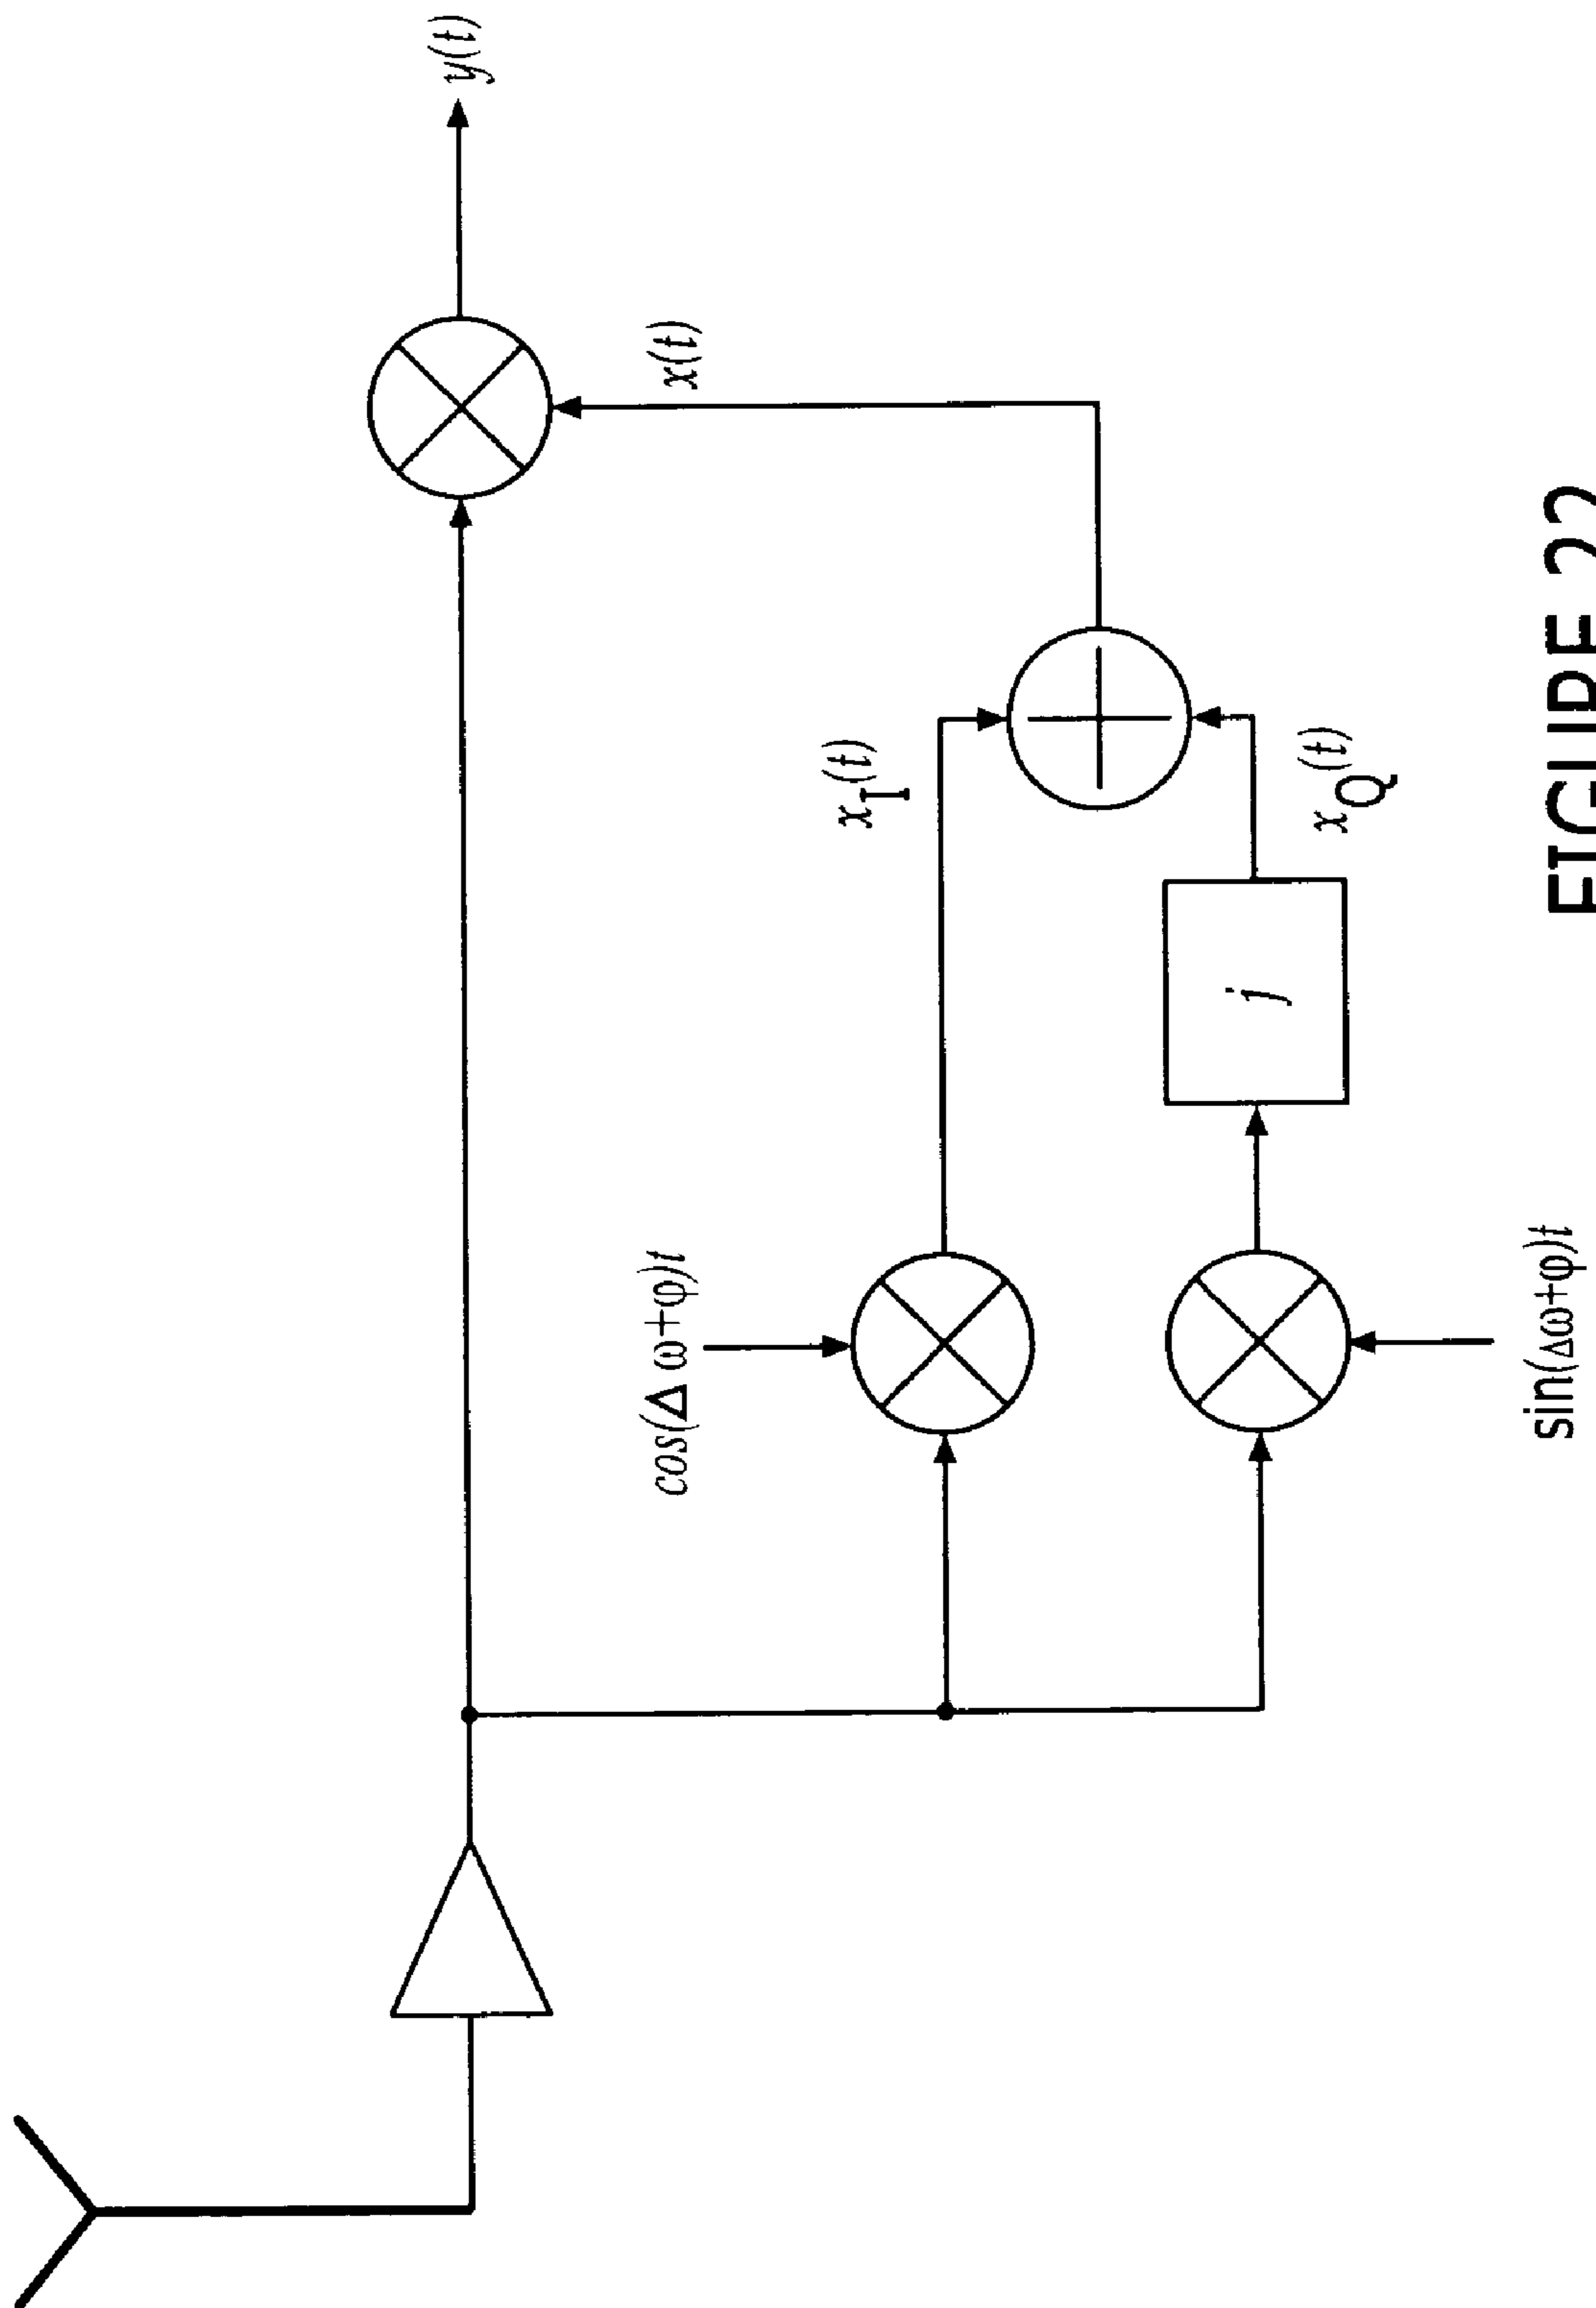 y(t)
x(t)
x_I(t)
x_Q(t)
j
cos(Δω+φ)t
sin(Δω+φ)t
FIGURE 22